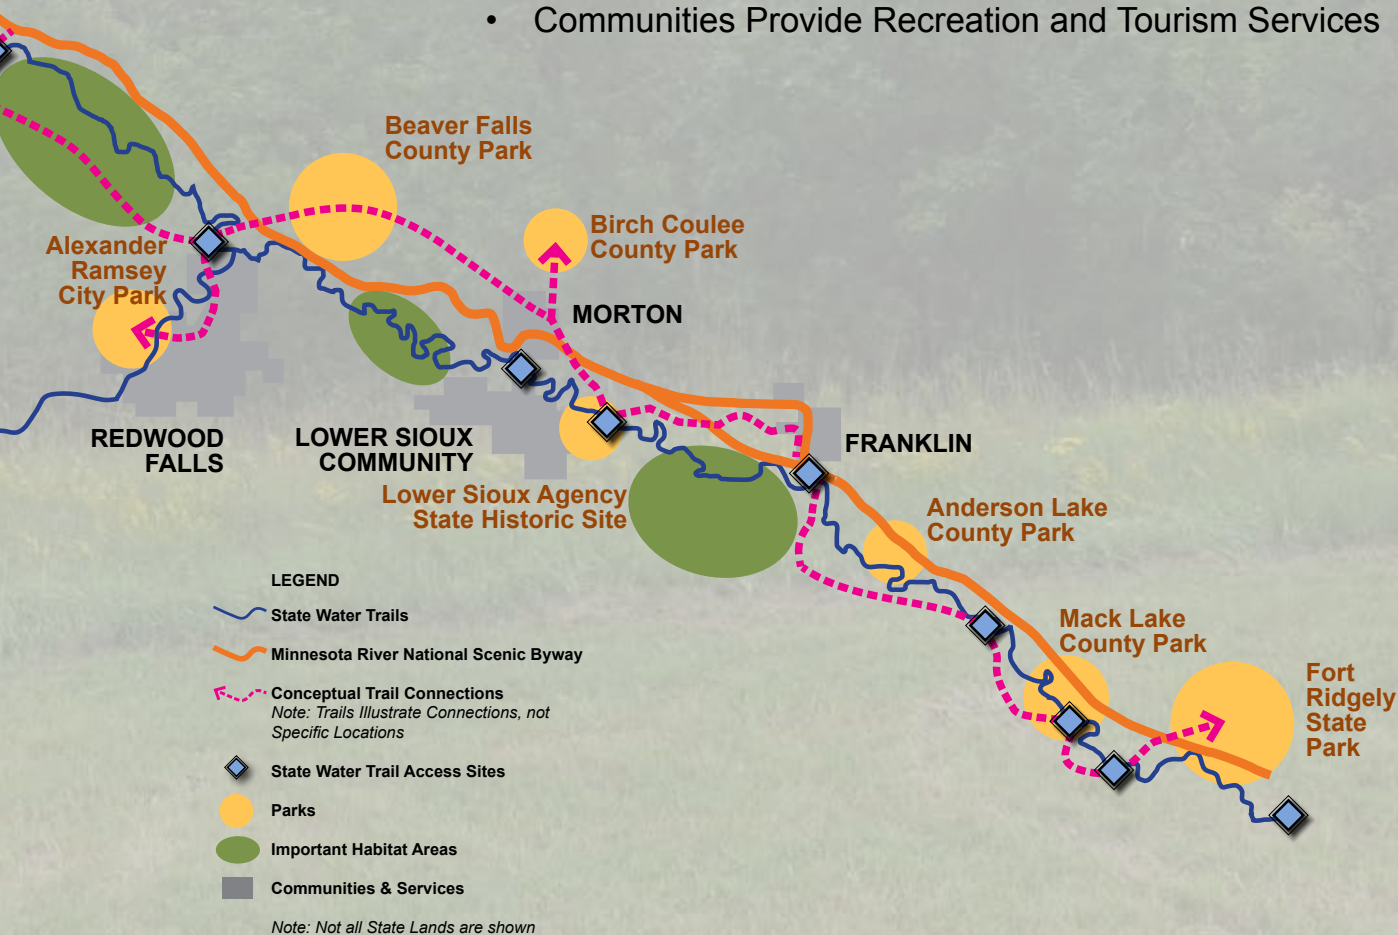 • Communities Provide Recreation and Tourism Services
Beaver Falls
County Park
Birch Coulee
County Park
Alexander
Ramsey
City Park
MORTON
REDWOOD
FALLS
LOWER SIOUX
COMMUNITY
FRANKLIN
Lower Sioux Agency
State Historic Site
Anderson Lake
County Park
Mack Lake
County Park
Fort
Ridgely
State
Park
LEGEND
State Water Trails
Minnesota River National Scenic Byway
Conceptual Trail Connections
Note: Trails Illustrate Connections, not
Specific Locations
State Water Trail Access Sites
Parks
Important Habitat Areas
Communities & Services
Note: Not all State Lands are shown